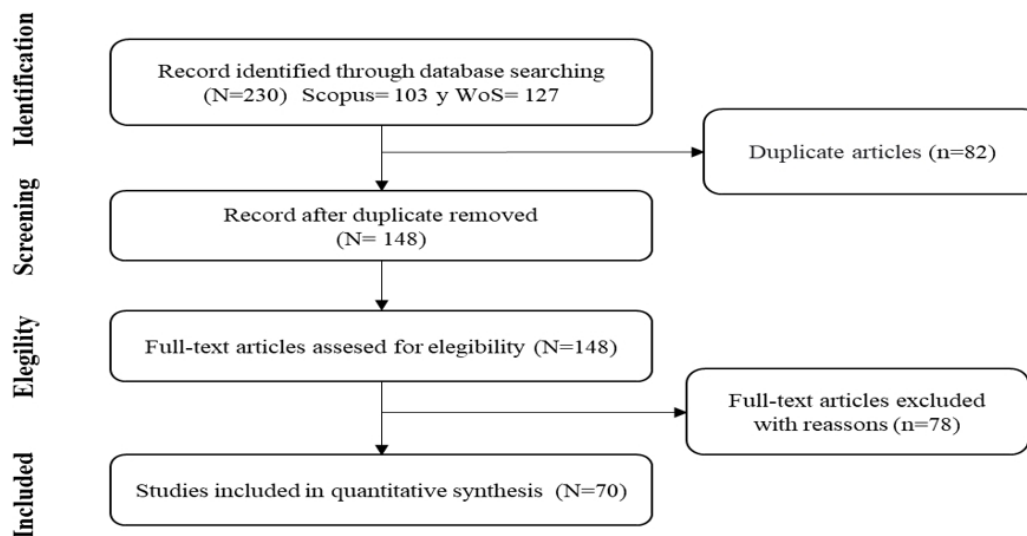 Identification
Record identified through database searching
(N=230) Scopus= 103 y WoS= 127
Duplicate articles (n=82)
Screening
Record after duplicate removed
(N= 148)
Elegility
Full-text articles assesed for elegibility (N=148)
Full-text articles excluded
with reassons (n=78)
Included
Studies included in quantitative synthesis (N=70)